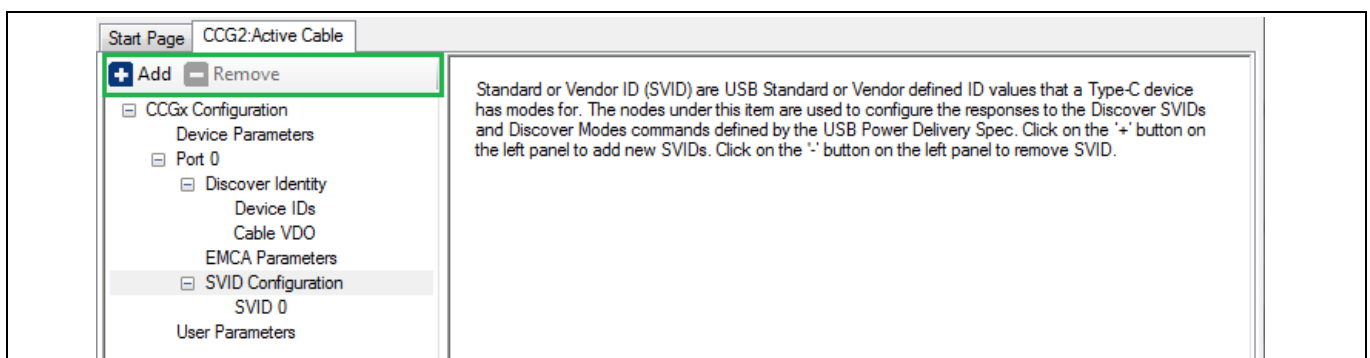 Start Page CCG2:Active Cable
Add Remove
CCGx Configuration
Device Parameters
Port 0
Discover Identity
Device IDs
Cable VDO
EMCA Parameters
SVID Configuration
SVID 0
User Parameters
Standard or Vendor ID (SVID) are USB Standard or Vendor defined ID values that a Type-C device
has modes for. The nodes under this item are used to configure the responses to the Discover SVIDs
and Discover Modes commands defined by the USB Power Delivery Spec. Click on the '+' button on
the left panel to add new SVIDs. Click on the '-' button on the left panel to remove SVID.